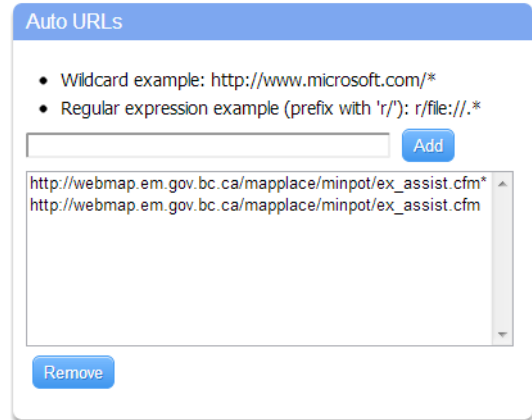 Auto URLs
• Wildcard example: http://www.microsoft.com/*
• Regular expression example (prefix with 'r/'): r/file://.*
Add
http://webmap.em.gov.bc.ca/mapplace/minpot/ex_assist.cfm*
http://webmap.em.gov.bc.ca/mapplace/minpot/ex_assist.cfm
Remove